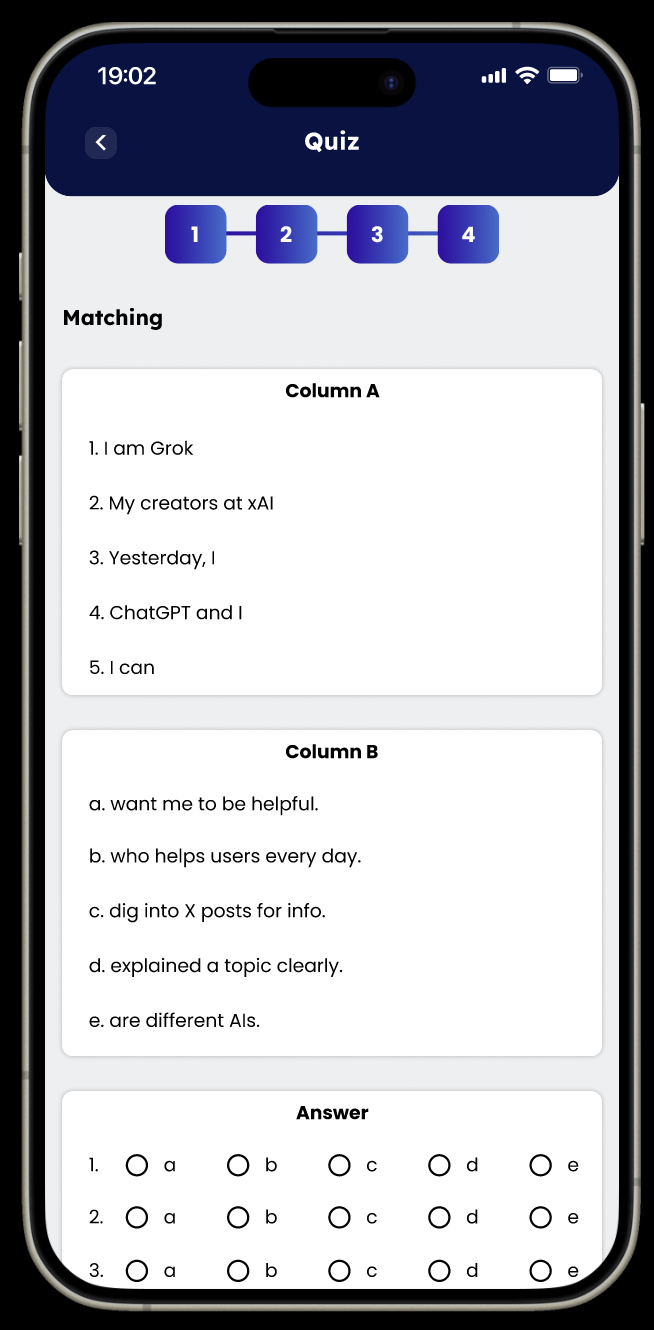 19:02
Quiz
1 2 3 4
Matching
Column A
1. I am Grok
2. My creators at xAI
3. Yesterday, I
4. ChatGPT and I
5. I can
Column B
a. want me to be helpful.
b. who helps users every day.
c. dig into X posts for info.
d. explained a topic clearly.
e. are different AIs.
Answer
1. a b c d e
2. a b c d e
3. a b c d e